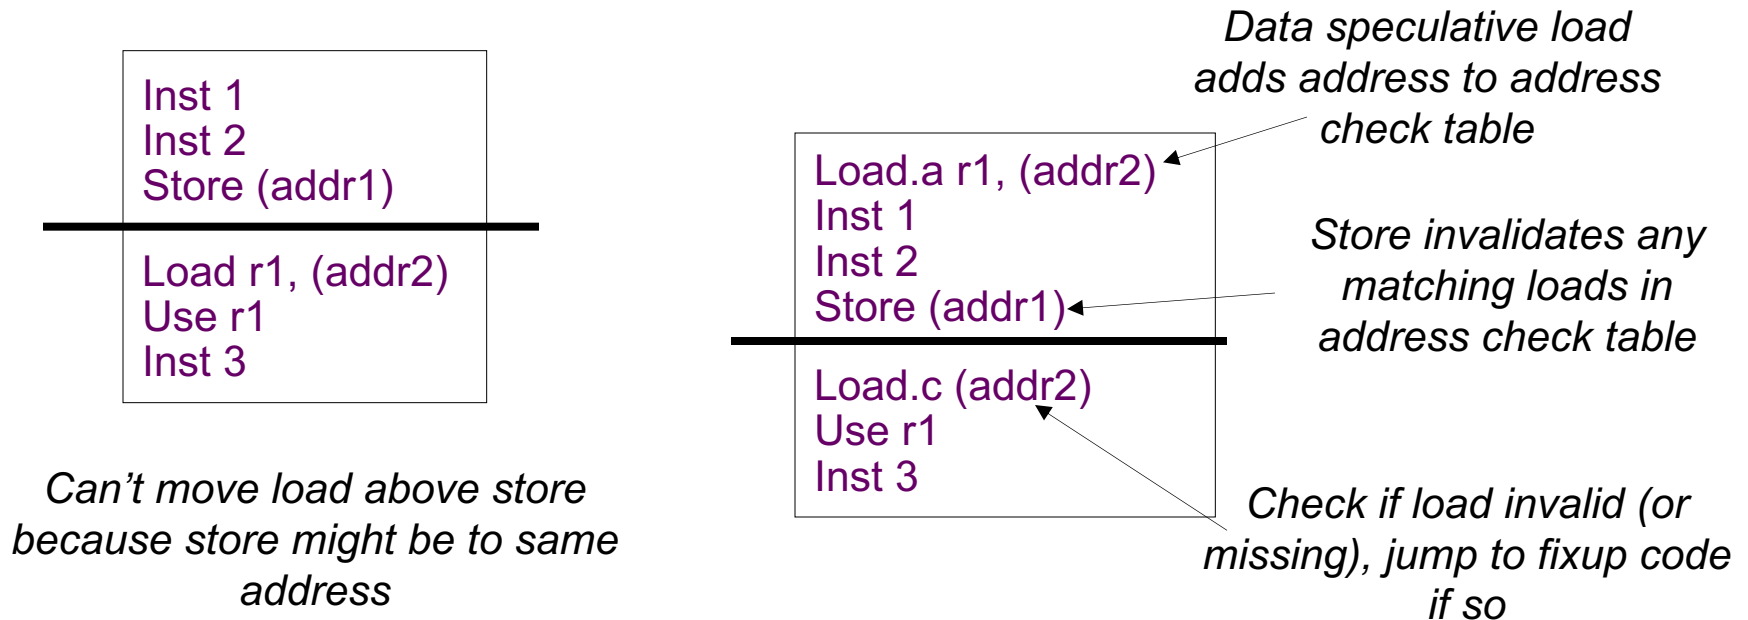 Inst 1
Inst 2
Store (addr1)
Load r1, (addr2)
Use r1
Inst 3
Can’t move load above store
because store might be to same
address
Data speculative load
adds address to address
check table
Load.a r1, (addr2)
Inst 1
Inst 2
Store (addr1)
Store invalidates any
matching loads in
address check table
Load.c (addr2)
Use r1
Inst 3
Check if load invalid (or
missing), jump to fixup code
if so